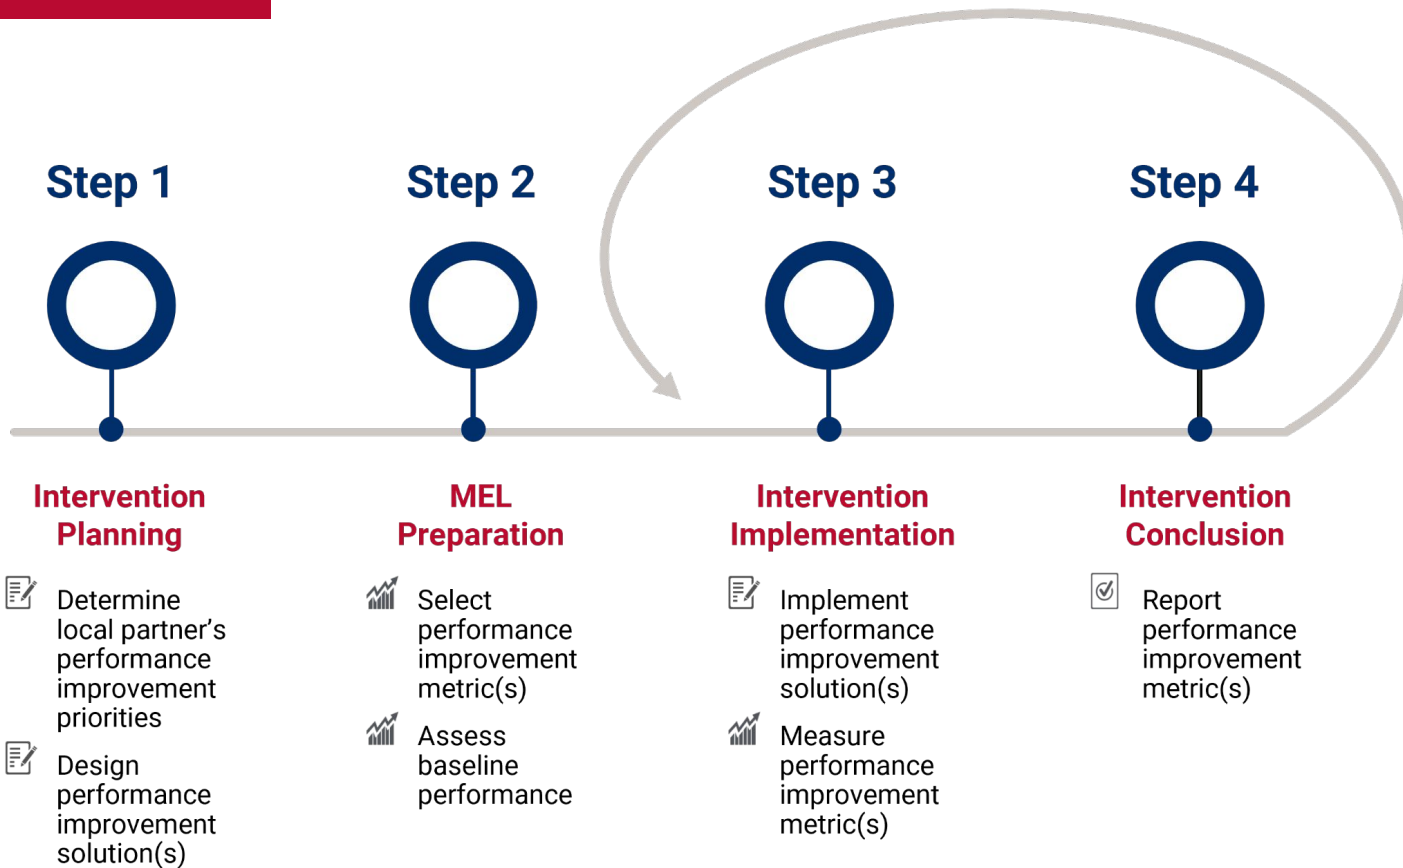 Step 1
Step 2
Step 3
Step 4
Intervention
Planning
Determine
local partner's
performance
improvement
priorities
Design
performance
improvement
solution(s)
MEL
Preparation
Select
performance
improvement
metric(s)
Assess
baseline
performance
Intervention
Implementation
Implement
performance
improvement
solution(s)
Measure
performance
improvement
metric(s)
Intervention
Conclusion
Report
performance
improvement
metric(s)